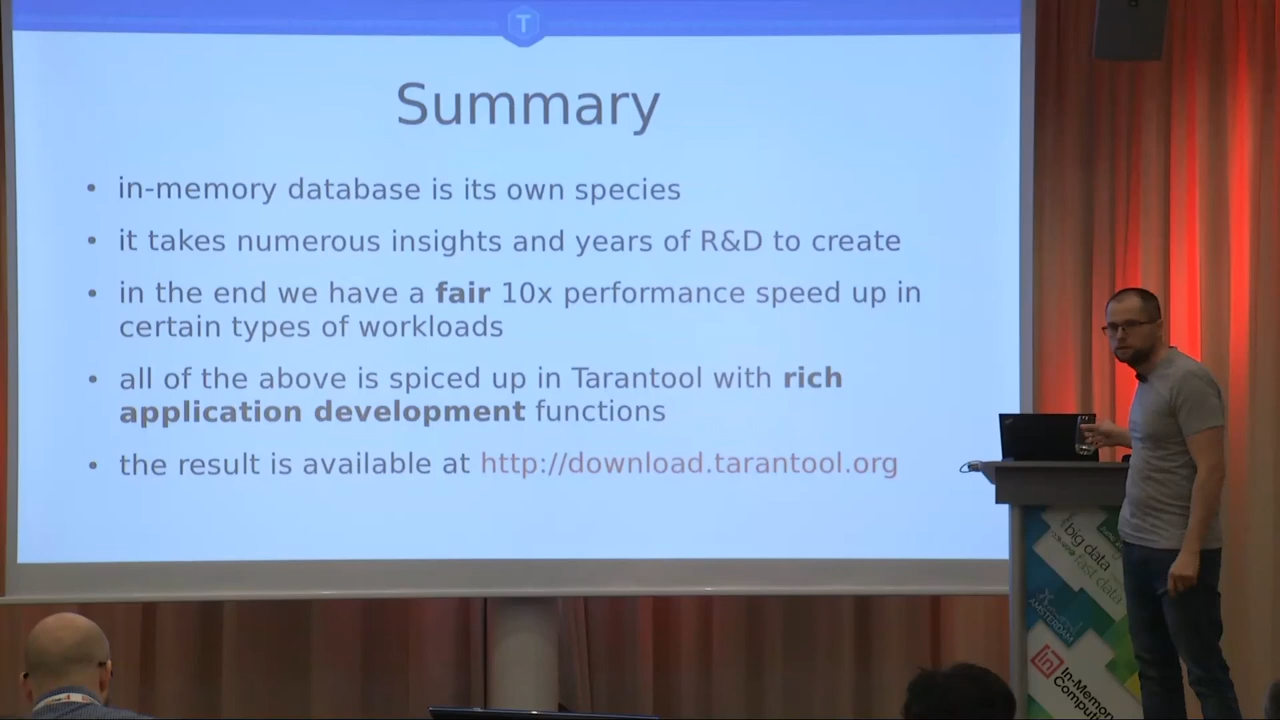 T
Summary
• in-memory database is its own species
• it takes numerous insights and years of R&D to create
• in the end we have a fair 10x performance speed up in
certain types of workloads
• all of the above is spiced up in Tarantool with rich
application development functions
• the result is available at http://download.tarantool.org
big data
fast data
AMSTERDAM
In
In-Memory